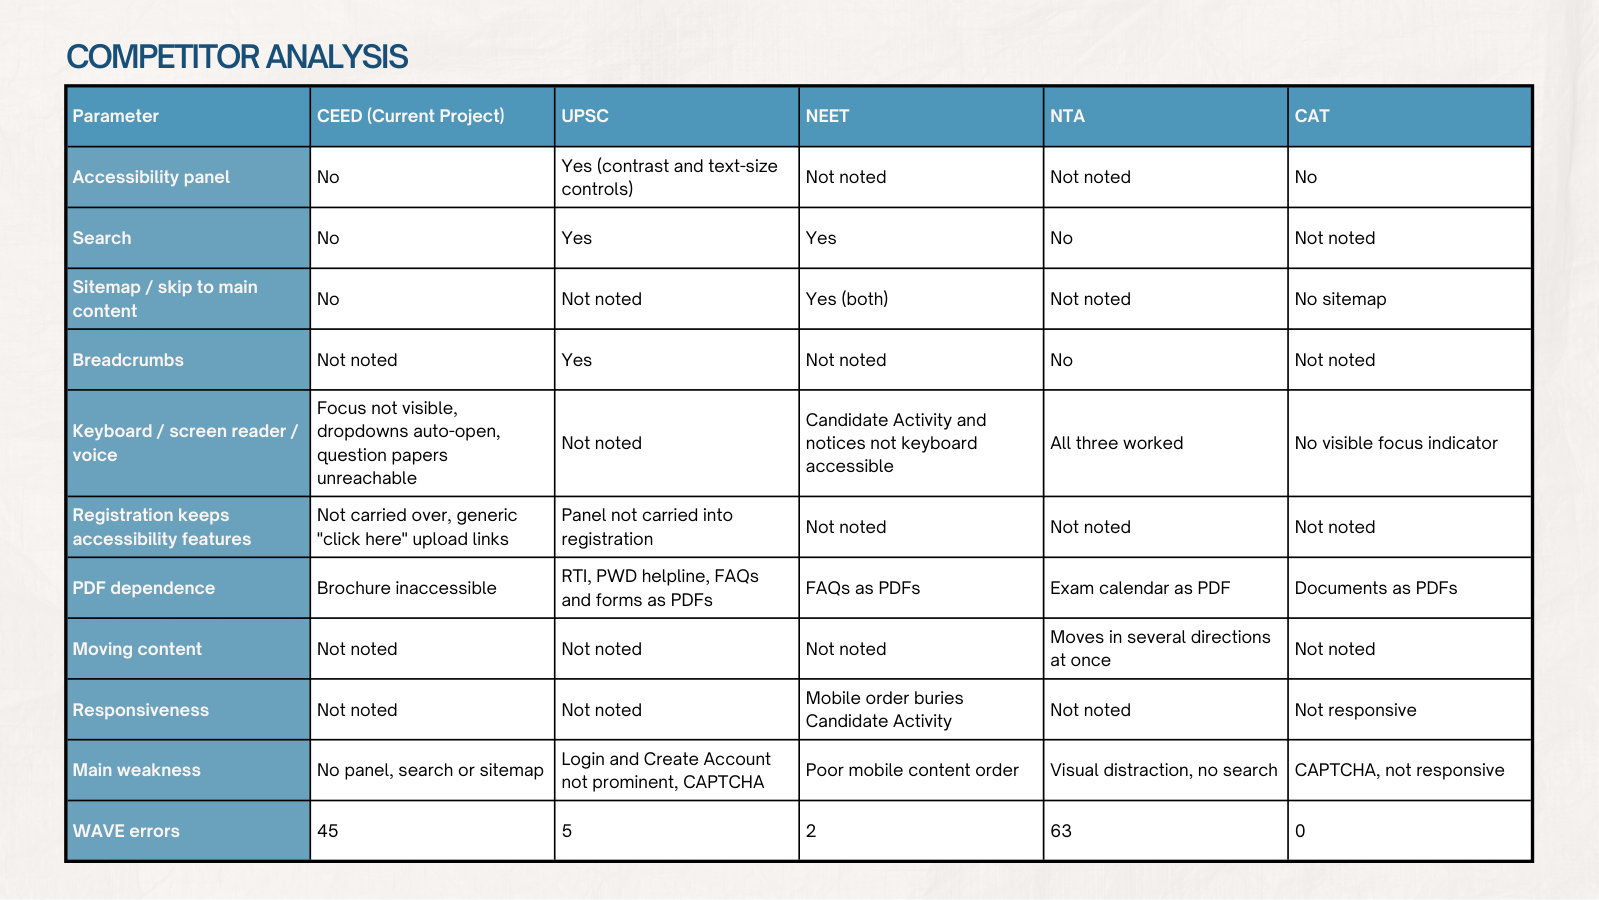 COMPETITOR ANALYSIS
Parameter
CEED (Current Project)
UPSC
NEET
NTA
CAT
Accessibility panel
No
Yes (contrast and text-size
controls)
Not noted
Not noted
No
Search
No
Yes
Yes
No
Not noted
Sitemap / skip to main
content
No
Not noted
Yes (both)
Not noted
No sitemap
Breadcrumbs
Not noted
Yes
Not noted
No
Not noted
Keyboard / screen reader /
voice
Focus not visible,
dropdowns auto-open,
question papers
unreachable
Not noted
Candidate Activity and
notices not keyboard
accessible
All three worked
No visible focus indicator
Registration keeps
accessibility features
Not carried over, generic
"click here" upload links
Panel not carried into
registration
Not noted
Not noted
Not noted
PDF dependence
Brochure inaccessible
RTI, PWD helpline, FAQs
and forms as PDFs
FAQs as PDFs
Exam calendar as PDF
Documents as PDFs
Moving content
Not noted
Not noted
Not noted
Moves in several directions
at once
Not noted
Responsiveness
Not noted
Not noted
Mobile order buries
Candidate Activity
Not noted
Not responsive
Main weakness
No panel, search or sitemap
Login and Create Account
not prominent, CAPTCHA
Poor mobile content order
Visual distraction, no search
CAPTCHA, not responsive
WAVE errors
45
5
2
63
0